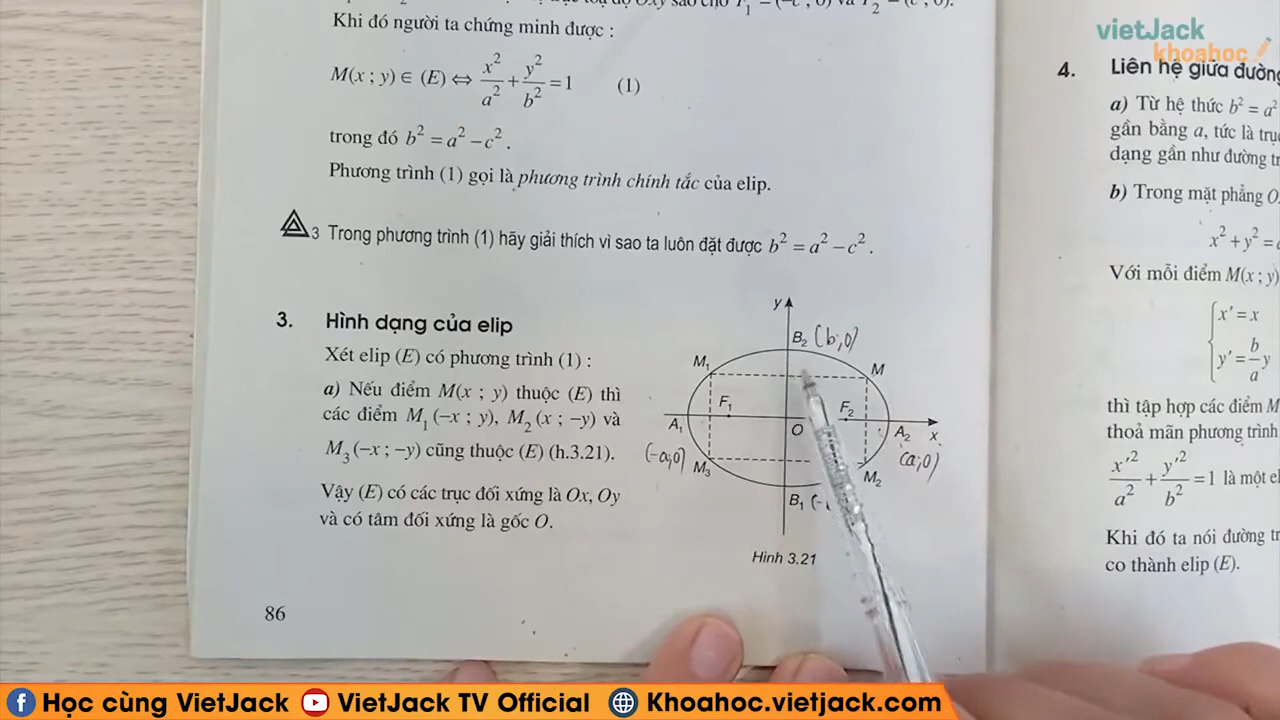 vietJack
khoahoc
Khi đó người ta chứng minh được :
M(x ; y) ∈ (E) ⇔ x²/a² + y²/b² = 1 (1)
trong đó b² = a² – c² .
Phương trình (1) gọi là phương trình chính tắc của elip.
3 Trong phương trình (1) hãy giải thích vì sao ta luôn đặt được b² = a² – c² .
3. Hình dạng của elip
Xét elip (E) có phương trình (1) :
a) Nếu điểm M(x ; y) thuộc (E) thì
các điểm M₁(–x ; y), M₂(x ; –y) và
M₃(–x ; –y) cũng thuộc (E) (h.3.21).
Vậy (E) có các trục đối xứng là Ox, Oy
và có tâm đối xứng là gốc O.
y
B₂ (b;0)
M₁
M
F₁
F₂
A₁
O
A₂
x
(-a;0)
M₃
M₂
(a;0)
B₁ (-
Hình 3.21
86
4. Liên hệ giữa đường
a) Từ hệ thức b² = a²
gần bằng a, tức là trục
dạng gần như đường
b) Trong mặt phẳng O
x² + y² =
Với mỗi điểm M(x ; y)
x' = x
y' = b/a y
thì tập hợp các điểm M
thoả mãn phương trình
x'²/a² + y'²/b² = 1 là một
Khi đó ta nói đường
co thành elip (E).
Học cùng VietJack VietJack TV Official Khoahoc.vietjack.com